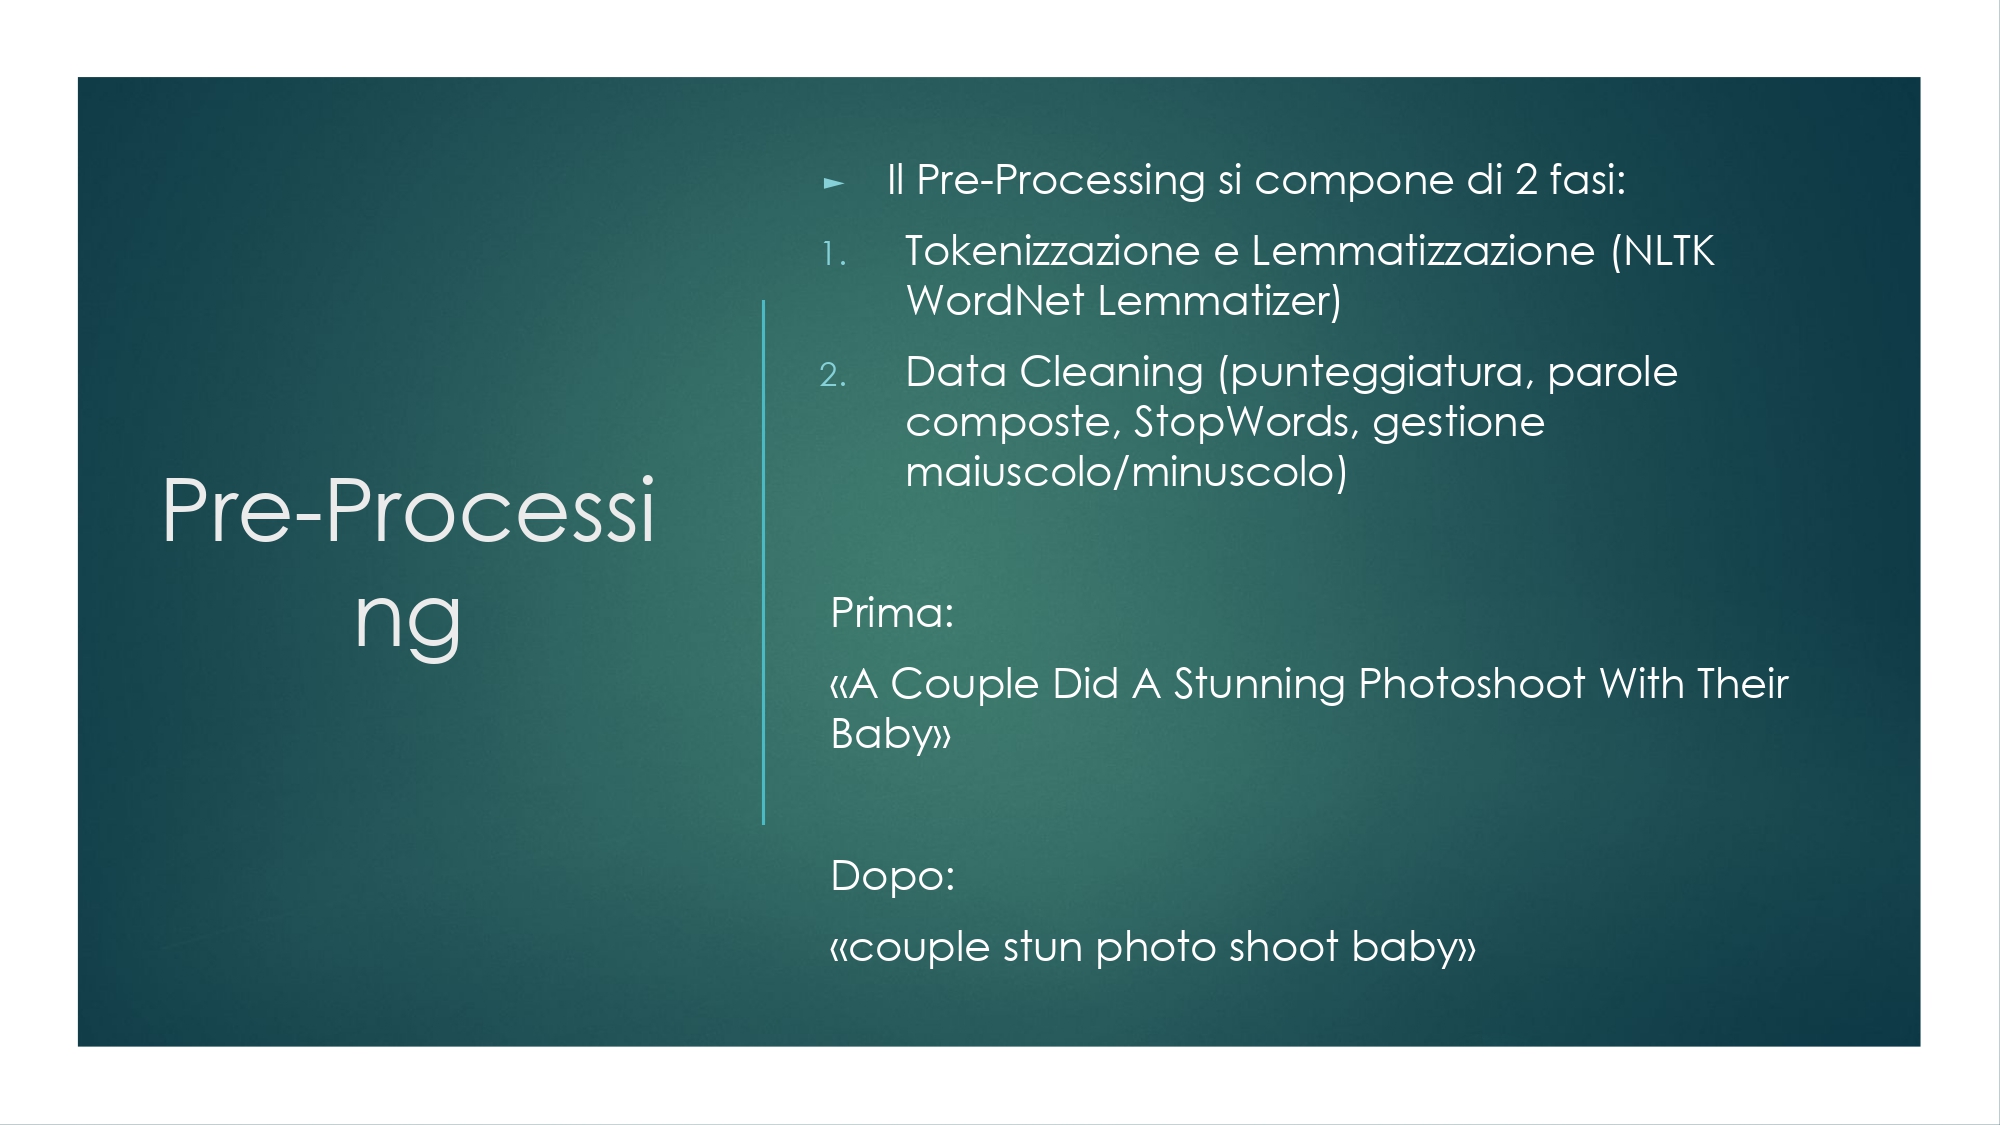 Pre-Processi
ng
► Il Pre-Processing si compone di 2 fasi:
1. Tokenizzazione e Lemmatizzazione (NLTK
WordNet Lemmatizer)
2. Data Cleaning (punteggiatura, parole
composte, StopWords, gestione
maiuscolo/minuscolo)
Prima:
«A Couple Did A Stunning Photoshoot With Their
Baby»
Dopo:
«couple stun photo shoot baby»